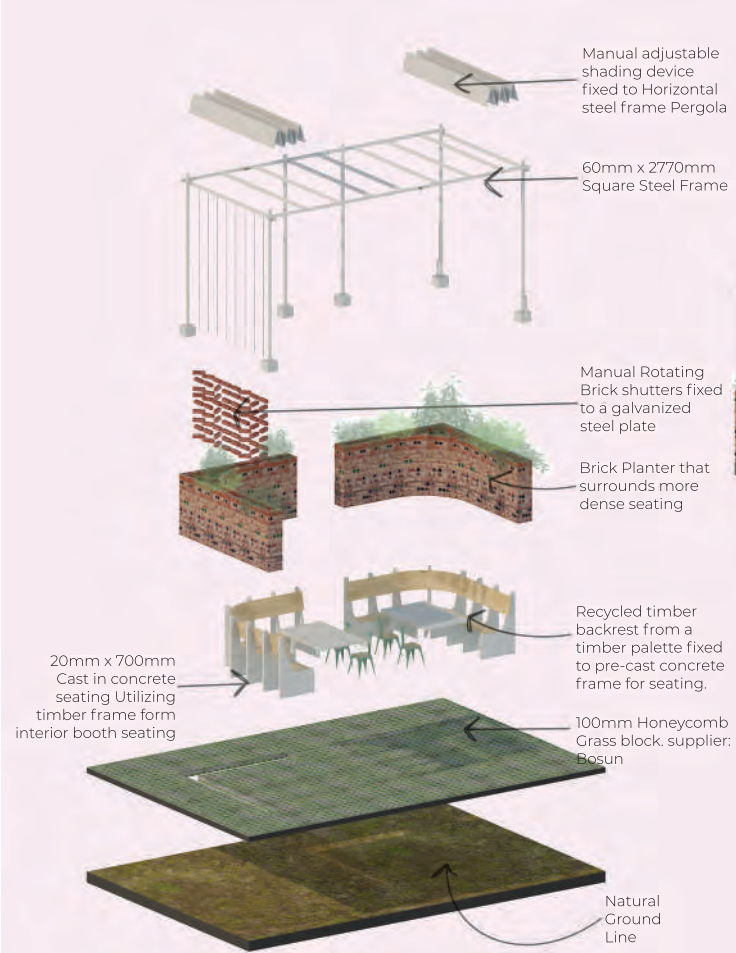 Manual adjustable
shading device
fixed to Horizontal
steel frame Pergola
60mm x 2770mm
Square Steel Frame
Manual Rotating
Brick shutters fixed
to a galvanized
steel plate
Brick Planter that
surrounds more
dense seating
Recycled timber
backrest from a
timber palette fixed
to pre-cast concrete
frame for seating.
20mm x 700mm
Cast in concrete
seating Utilizing
timber frame form
interior booth seating
100mm Honeycomb
Grass block. supplier:
Bosun
Natural
Ground
Line